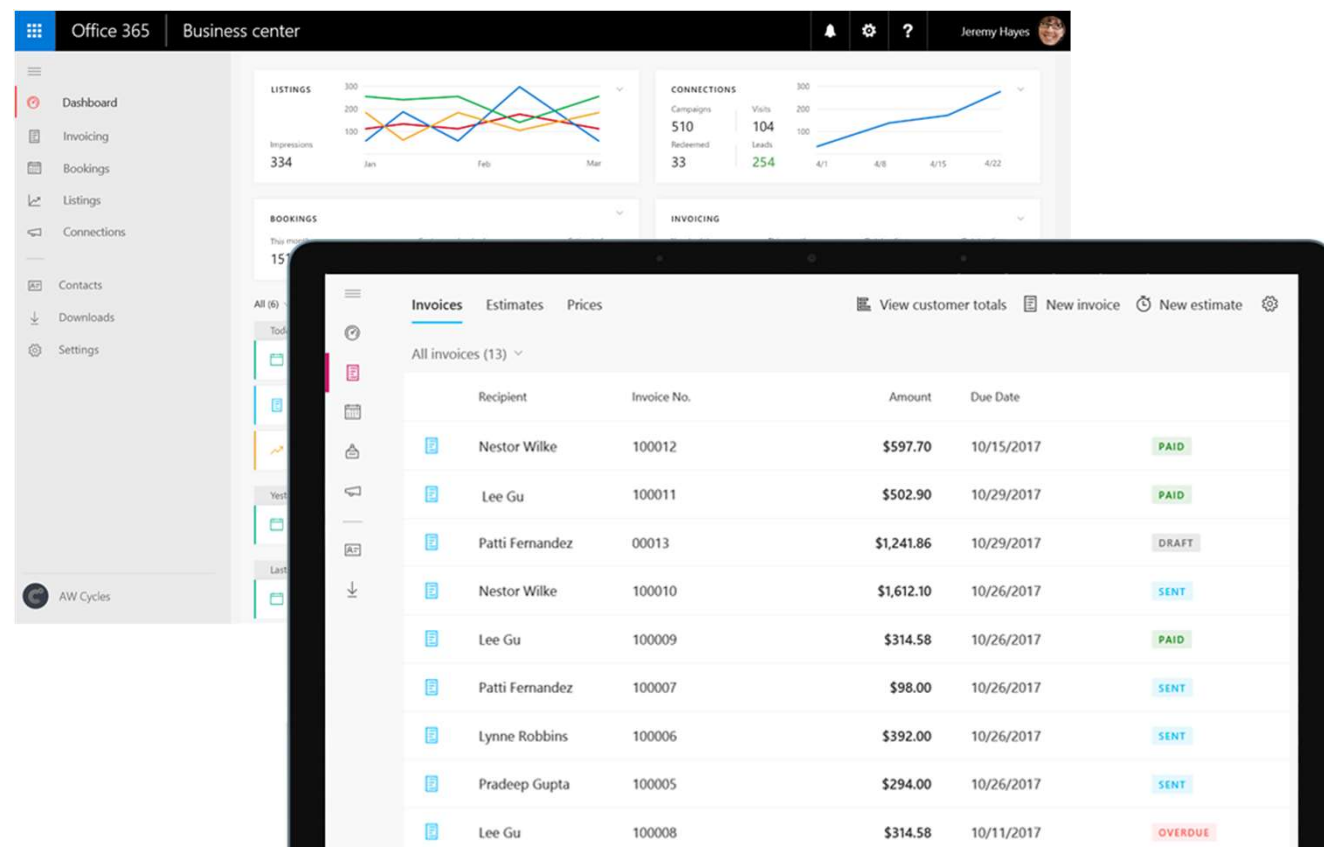 Office 365 Business center Jeremy Hayes
Dashboard
Invoicing
Bookings
Listings
Connections
Contacts
Downloads
Settings
AW Cycles
LISTINGS
Impressions
334
300
200
100
Jan Feb Mar
CONNECTIONS
Campaigns Visits
510 104
Redeemed Leads
33 254
300
200
100
4/1 4/8 4/15 4/22
BOOKINGS
This
INVOICING
All (6)
Invoices Estimates Prices View customer totals New invoice New estimate
All invoices (13)
Recipient Invoice No. Amount Due Date
Nestor Wilke 100012 $597.70 10/15/2017 PAID
Lee Gu 100011 $502.90 10/29/2017 PAID
Patti Fernandez 00013 $1,241.86 10/29/2017 DRAFT
Nestor Wilke 100010 $1,612.10 10/26/2017 SENT
Lee Gu 100009 $314.58 10/26/2017 PAID
Patti Fernandez 100007 $98.00 10/26/2017 SENT
Lynne Robbins 100006 $392.00 10/26/2017 SENT
Pradeep Gupta 100005 $294.00 10/26/2017 SENT
Lee Gu 100008 $314.58 10/11/2017 OVERDUE